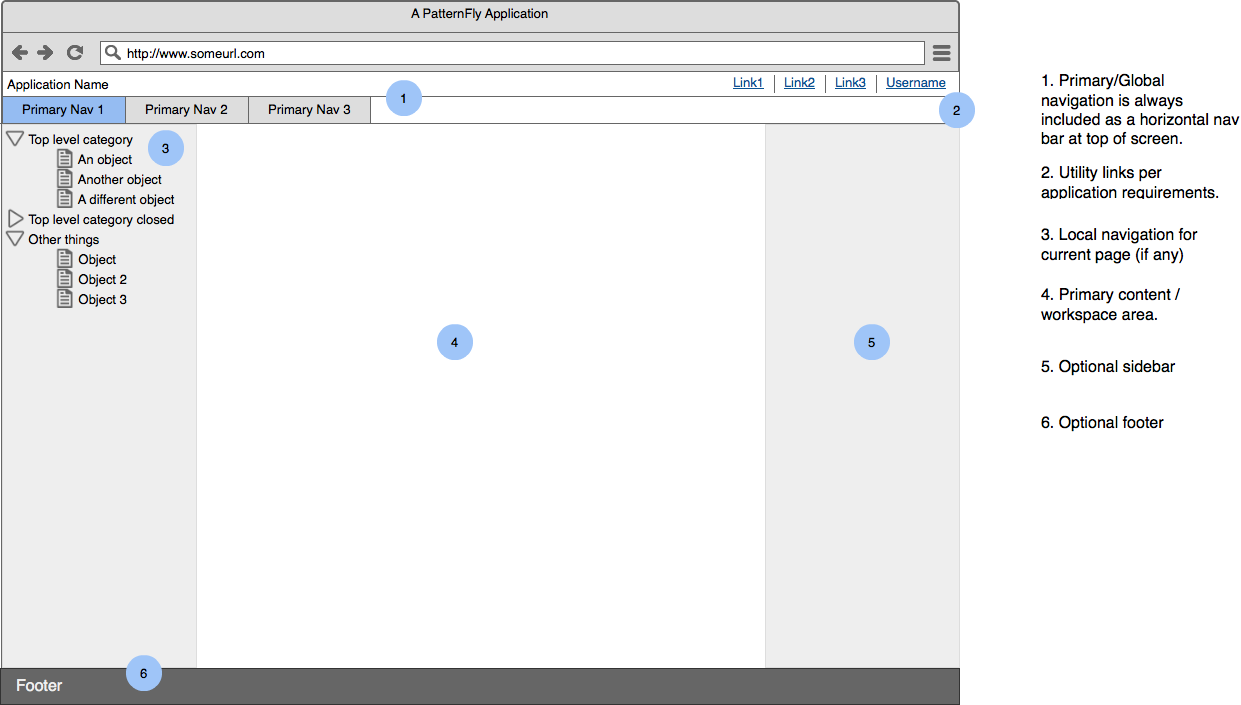 A PatternFly Application
http://www.someurl.com
Application Name
Link1 Link2 Link3 Username
Primary Nav 1 Primary Nav 2 Primary Nav 3
1
2
Top level category
3
An object
Another object
A different object
Top level category closed
Other things
Object
Object 2
Object 3
4
5
6
Footer
1. Primary/Global
navigation is always
included as a horizontal nav
bar at top of screen.
2. Utility links per
application requirements.
3. Local navigation for
current page (if any)
4. Primary content /
workspace area.
5. Optional sidebar
6. Optional footer